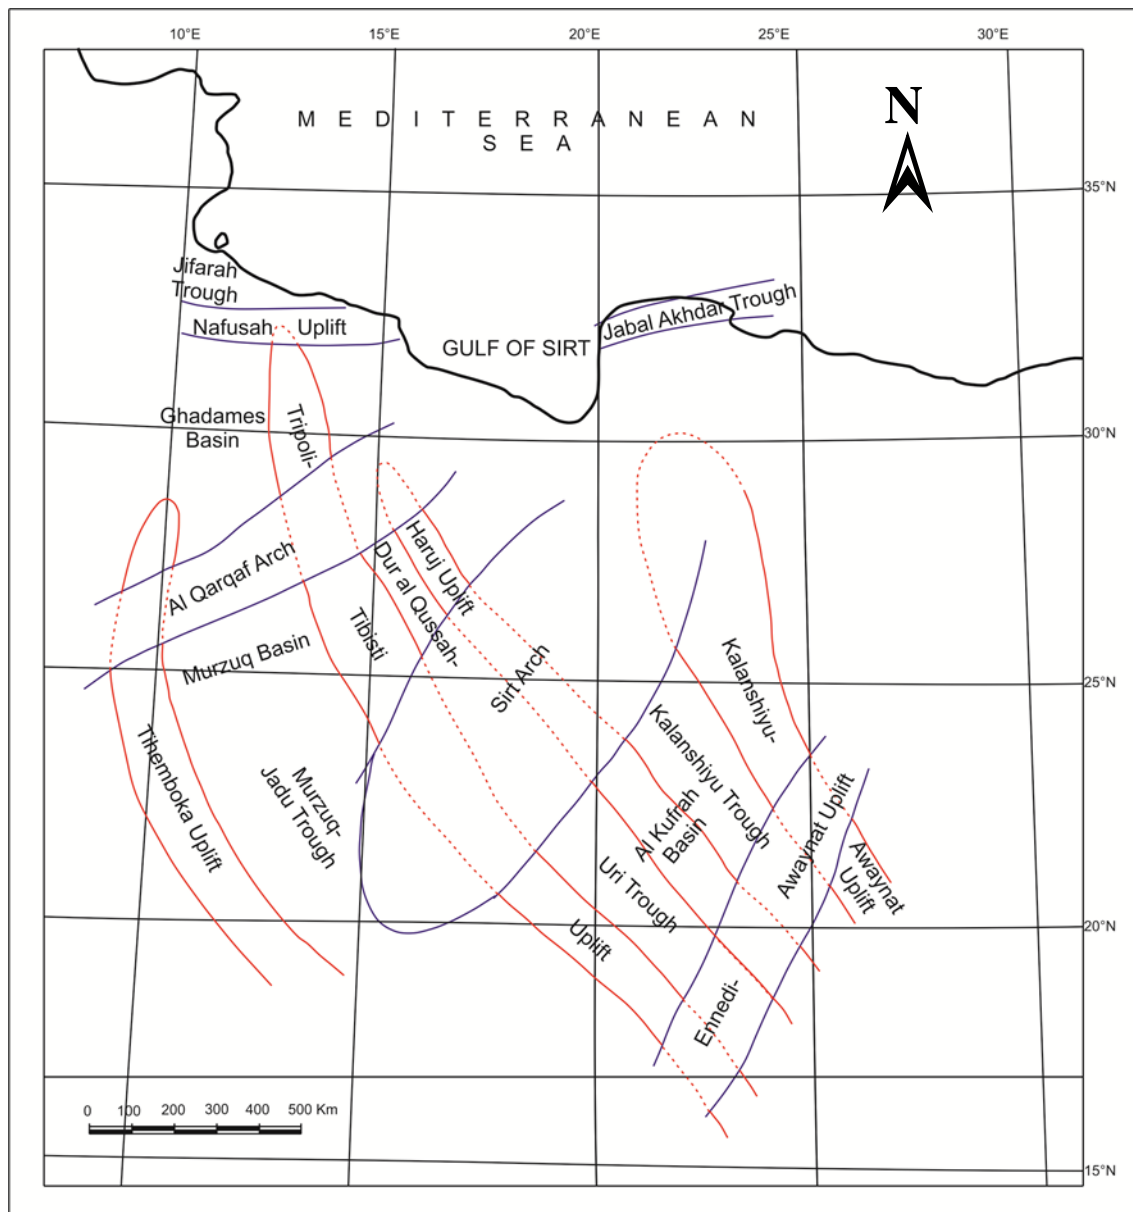 10°E 15°E 20°E 25°E 30°E
MEDITERRANEAN
SEA
N
35°N
Jifarah
Trough
Nafusah Uplift
Jabal Akhdar Trough
GULF OF SIRT
Ghadames
Basin
30°N
Tripoli-
Tibisti
Uplift
Al Qarqaf Arch
Haruj Uplift
Dur al Qussah-
Uri Trough
Murzuq Basin
Sirt Arch
25°N
Kalanshiyu-
Awaynat
Uplift
Kalanshiyu Trough
Tihemboka Uplift
Murzuq-
Jadu Trough
Al Kufrah
Basin
Ennedi-
Awaynat Uplift
20°N
0 100 200 300 400 500 Km
15°N